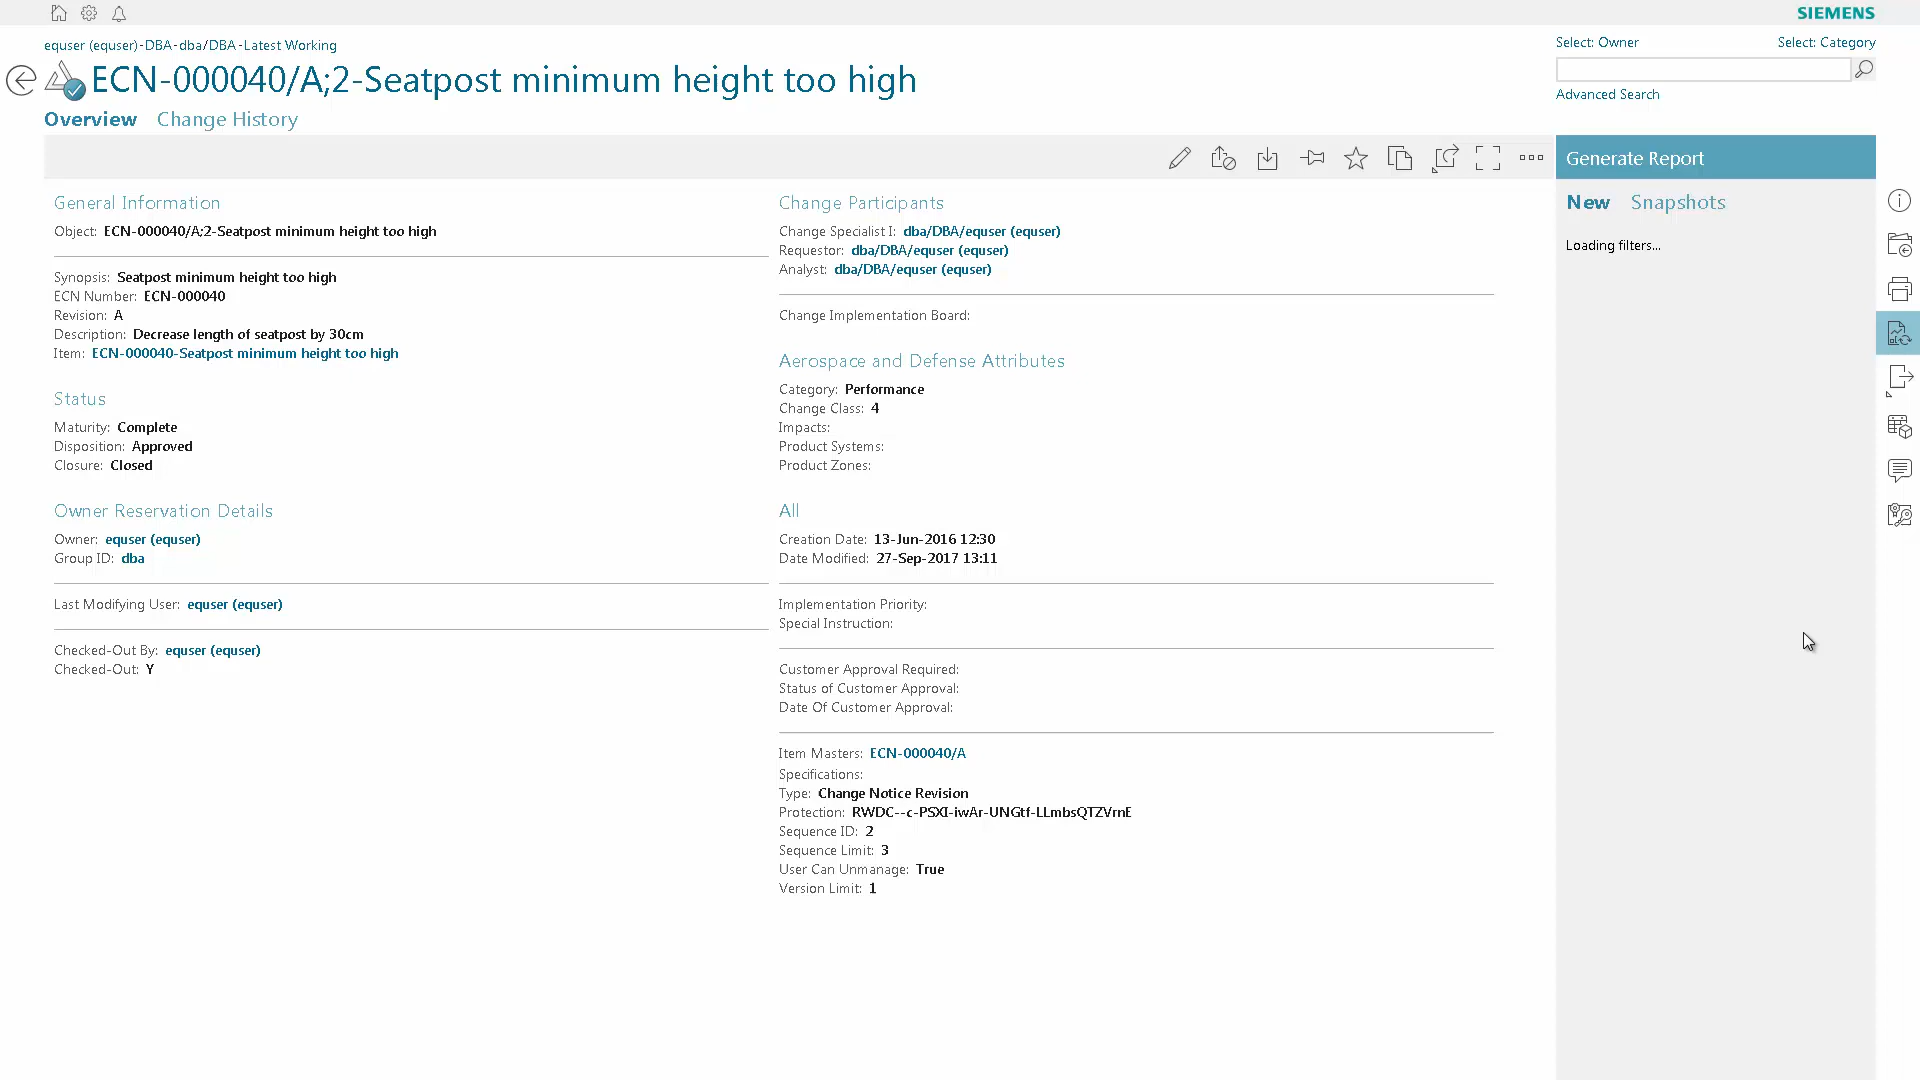 SIEMENS
equser (equser)-DBA-dba/DBA-Latest Working
Select: Owner
Select: Category
ECN-000040/A;2-Seatpost minimum height too high
Advanced Search
Overview
Change History
Generate Report
New
Snapshots
Loading filters...
General Information
Object: ECN-000040/A;2-Seatpost minimum height too high
Synopsis: Seatpost minimum height too high
ECN Number: ECN-000040
Revision: A
Description: Decrease length of seatpost by 30cm
Item: ECN-000040-Seatpost minimum height too high
Status
Maturity: Complete
Disposition: Approved
Closure: Closed
Owner Reservation Details
Owner: equser (equser)
Group ID: dba
Last Modifying User: equser (equser)
Checked-Out By: equser (equser)
Checked-Out: Y
Change Participants
Change Specialist I: dba/DBA/equser (equser)
Requestor: dba/DBA/equser (equser)
Analyst: dba/DBA/equser (equser)
Change Implementation Board:
Aerospace and Defense Attributes
Category: Performance
Change Class: 4
Impacts:
Product Systems:
Product Zones:
All
Creation Date: 13-Jun-2016 12:30
Date Modified: 27-Sep-2017 13:11
Implementation Priority:
Special Instruction:
Customer Approval Required:
Status of Customer Approval:
Date Of Customer Approval:
Item Masters: ECN-000040/A
Specifications:
Type: Change Notice Revision
Protection: RWDC--c-PSXI-iwAr-UNGtf-LLmbsQTZVrnE
Sequence ID: 2
Sequence Limit: 3
User Can Unmanage: True
Version Limit: 1